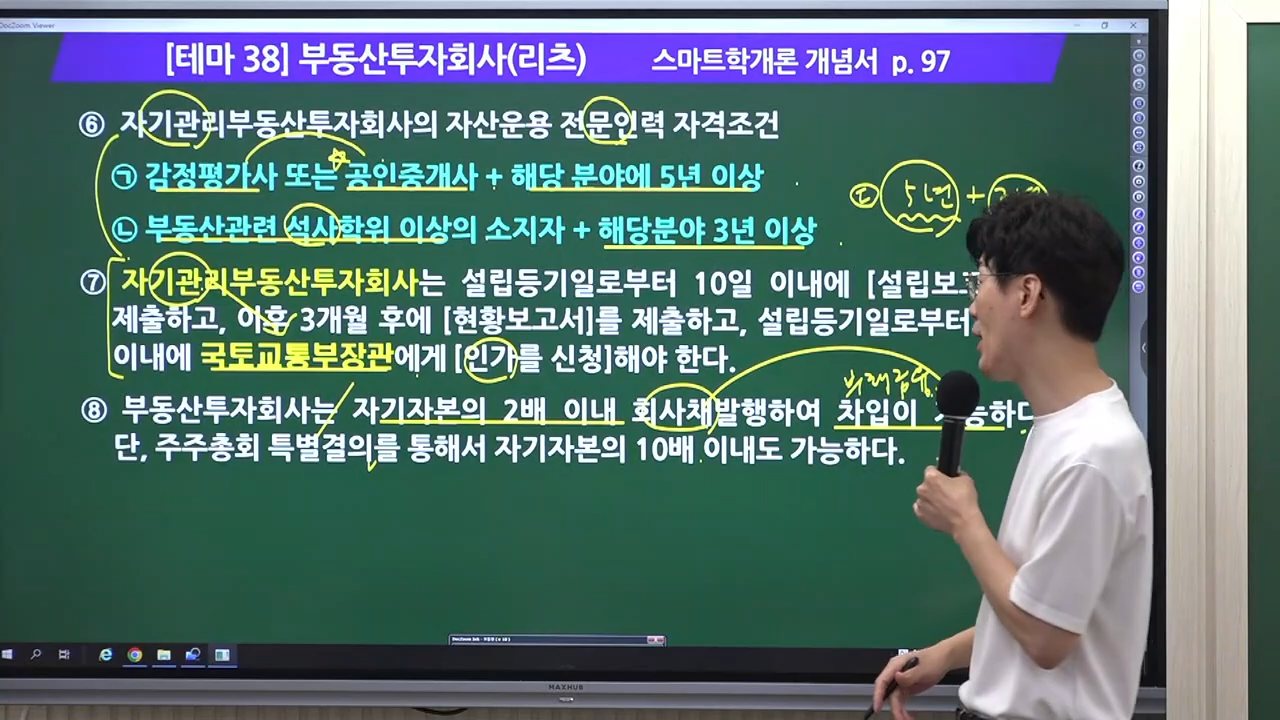 DocZoom Viewer
[테마 38] 부동산투자회사(리츠) 스마트학개론 개념서 p. 97
⑥ 자기관리부동산투자회사의 자산운용 전문인력 자격조건
㉠ 감정평가사 또는 공인중개사 + 해당 분야에 5년 이상
㉢ 5년 +
㉡ 부동산관련 석사학위 이상의 소지자 + 해당분야 3년 이상
⑦ 자기관리부동산투자회사는 설립등기일로부터 10일 이내에 [설립보고
제출하고, 이후 3개월 후에 [현황보고서]를 제출하고, 설립등기일로부터
이내에 국토교통부장관에게 [인가를 신청]해야 한다.
⑧ 부동산투자회사는 자기자본의 2배 이내 회사채발행하여 차입이
단, 주주총회 특별결의를 통해서 자기자본의 10배 이내도 가능하다.
MAXHUB